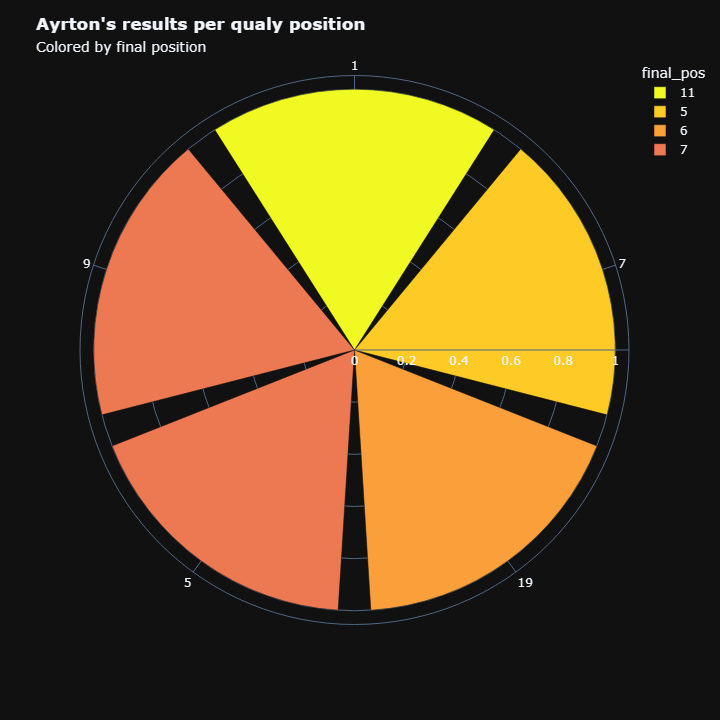 Ayrton's results per qualy position
Colored by final position
final_pos
11
5
6
7
1
9
7
0 0.2 0.4 0.6 0.8 1
5
19